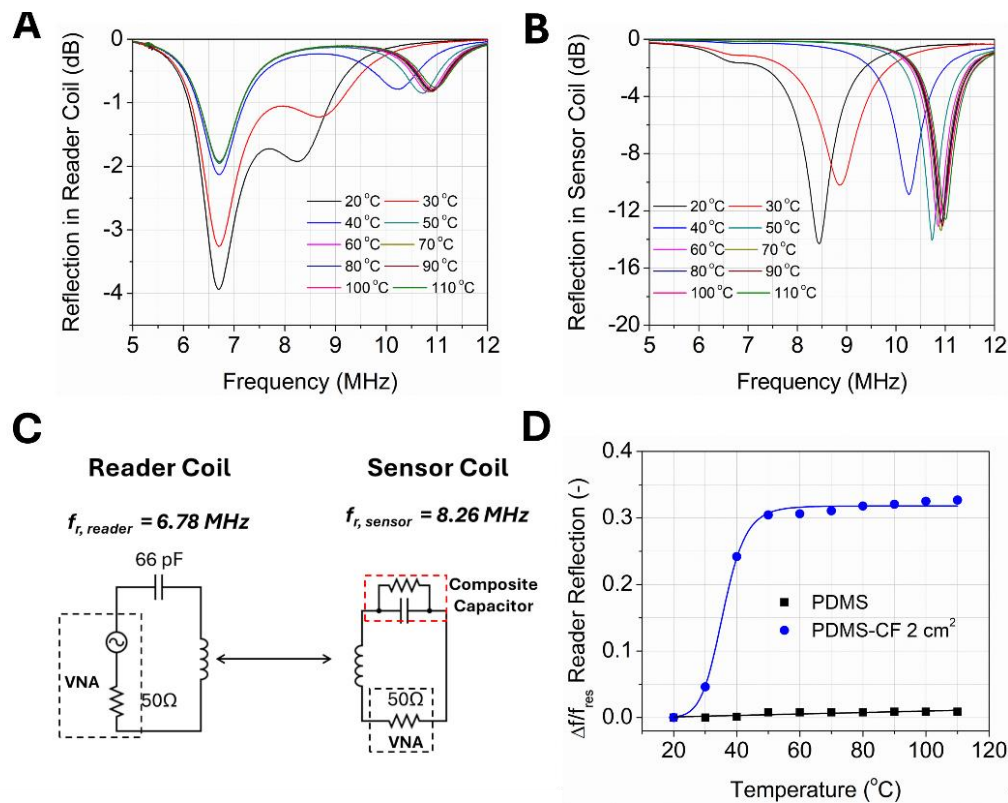 A
Reflection in Reader Coil (dB)
0
-1
-2
-3
-4
5 6 7 8 9 10 11 12
Frequency (MHz)
20 °C 30 °C
40 °C 50 °C
60 °C 70 °C
80 °C 90 °C
100 °C 110 °C
B
Reflection in Sensor Coil (dB)
0
-4
-8
-12
-16
-20
5 6 7 8 9 10 11 12
Frequency (MHz)
20 °C 30 °C
40 °C 50 °C
60 °C 70 °C
80 °C 90 °C
100 °C 110 °C
C
Reader Coil
f r, reader = 6.78 MHz
66 pF
VNA
50Ω
Sensor Coil
f r, sensor = 8.26 MHz
Composite
Capacitor
50Ω
VNA
D
Δf/f res Reader Reflection (-)
0.4
0.3
0.2
0.1
0.0
PDMS
PDMS-CF 2 cm²
20 40 60 80 100 120
Temperature (°C)